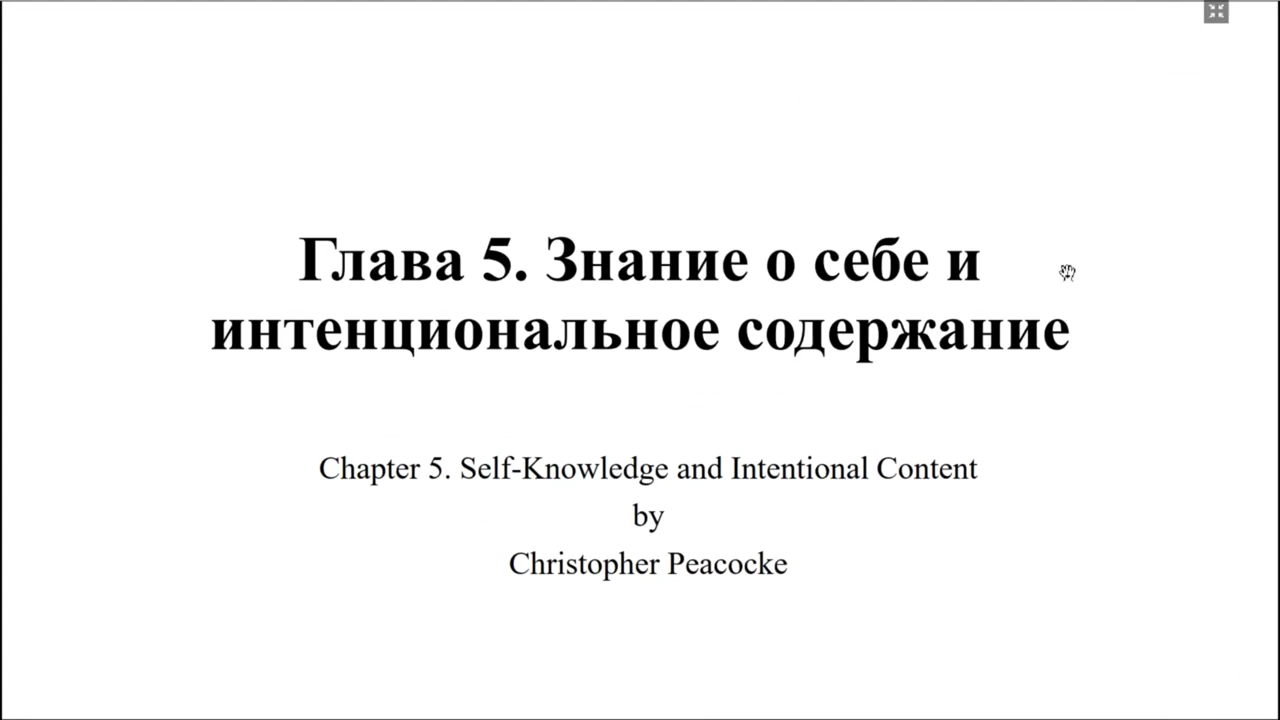 Глава 5. Знание о себе и
интенциональное содержание
Chapter 5. Self-Knowledge and Intentional Content
by
Christopher Peacocke